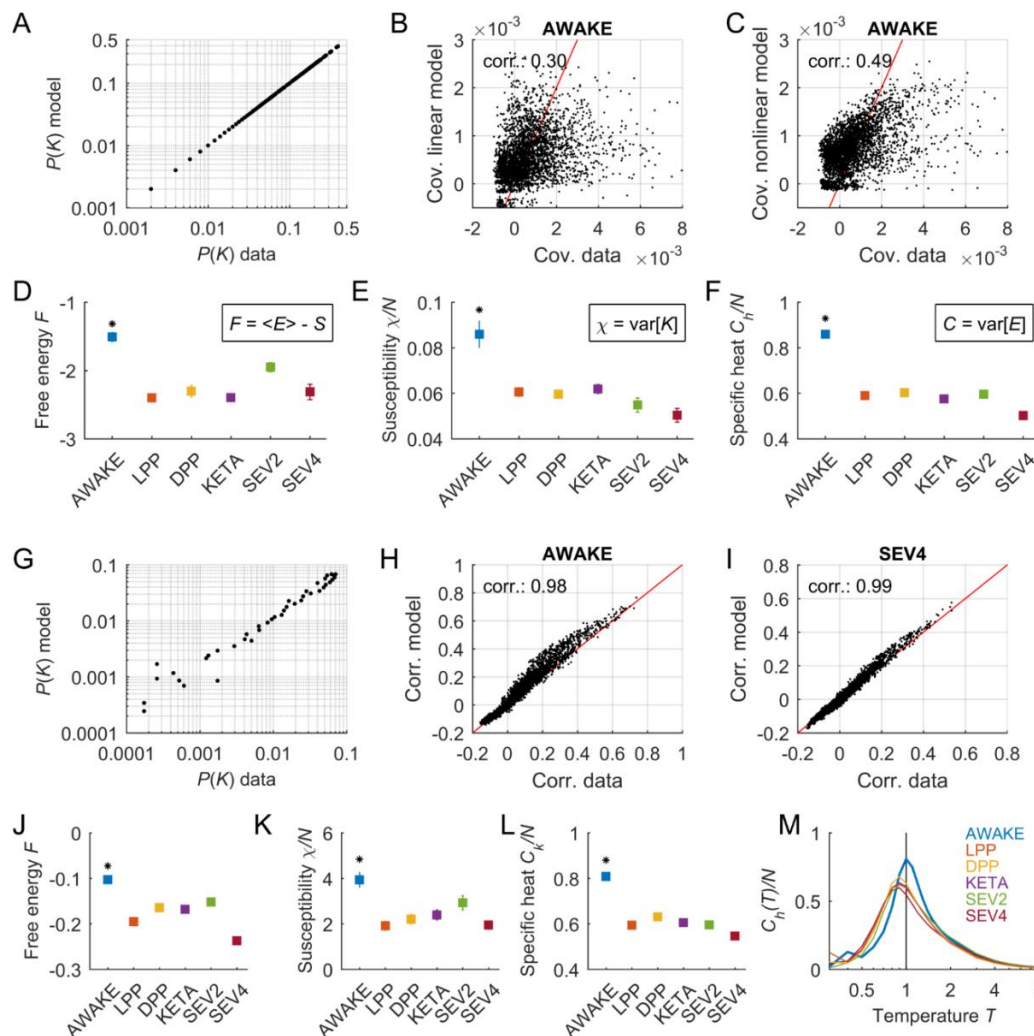 A
P(K) model
0.5
0.1
0.01
0.001
0.001
0.01
0.1
0.5
P(K) data
B
×10⁻³
AWAKE
corr.: 0.30
Cov. linear model
3
2
1
0
-2
0
2
4
6
8
Cov. data
×10⁻³
C
×10⁻³
AWAKE
corr.: 0.49
Cov. nonlinear model
3
2
1
0
-2
0
2
4
6
8
Cov. data
×10⁻³
D
Free energy F
-1
-2
-3
*
F = <E> - S
AWAKE
LPP
DPP
KETA
SEV2
SEV4
E
Susceptibility χ/N
0.1
0.08
0.06
0.04
*
χ = var[K]
AWAKE
LPP
DPP
KETA
SEV2
SEV4
F
Specific heat Cₕ/N
1
0.8
0.6
0.4
*
C = var[E]
AWAKE
LPP
DPP
KETA
SEV2
SEV4
G
P(K) model
0.1
0.01
0.001
0.0001
0.0001
0.001
0.01
0.1
P(K) data
H
AWAKE
corr.: 0.98
Corr. model
1
0.8
0.6
0.4
0.2
0
-0.2
-0.2
0
0.2
0.4
0.6
0.8
1
Corr. data
I
SEV4
corr.: 0.99
Corr. model
0.8
0.6
0.4
0.2
0
-0.2
-0.2
0
0.2
0.4
0.6
0.8
Corr. data
J
Free energy F
0
-0.1
-0.2
-0.3
*
AWAKE
LPP
DPP
KETA
SEV2
SEV4
K
Susceptibility χ/N
6
4
2
0
*
AWAKE
LPP
DPP
KETA
SEV2
SEV4
L
Specific heat Cₖ/N
1
0.8
0.6
0.4
*
AWAKE
LPP
DPP
KETA
SEV2
SEV4
M
Cₕ(T)/N
1
0.5
0
AWAKE
LPP
DPP
KETA
SEV2
SEV4
0.5
1
2
4
Temperature T